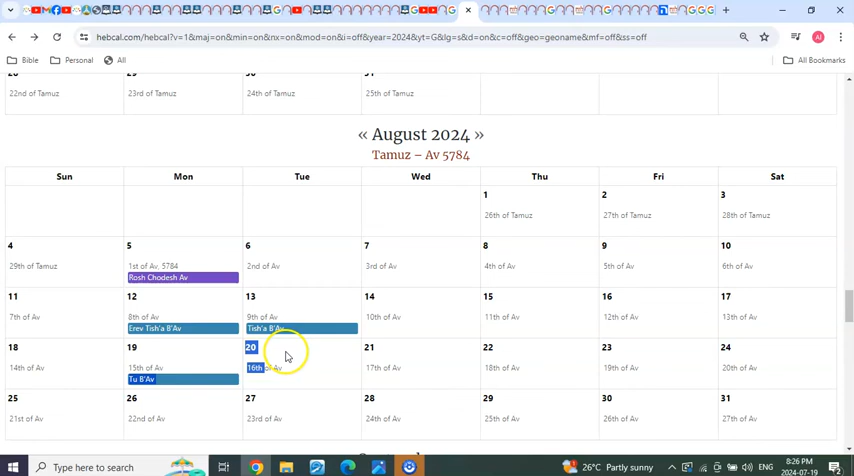 hebcal.com/hebcal?v=1&maj=on&min=on&nx=on&mod=on&i=off&year=2024&yt=G&lg=s&d=on&c=off&geo=geoname&mf=off&ss=off
AI
Bible Personal All All Bookmarks
22nd of Tamuz 23rd of Tamuz 24th of Tamuz 25th of Tamuz
« August 2024 »
Tamuz – Av 5784
Sun Mon Tue Wed Thu Fri Sat
1 2 3
26th of Tamuz 27th of Tamuz 28th of Tamuz
4 5 6 7 8 9 10
29th of Tamuz 1st of Av, 5784 2nd of Av 3rd of Av 4th of Av 5th of Av 6th of Av
Rosh Chodesh Av
11 12 13 14 15 16 17
7th of Av 8th of Av 9th of Av 10th of Av 11th of Av 12th of Av 13th of Av
Erev Tish'a B'Av Tish'a B'Av
18 19 20 21 22 23 24
14th of Av 15th of Av 16th of Av 17th of Av 18th of Av 19th of Av 20th of Av
Tu B'Av
25 26 27 28 29 30 31
21st of Av 22nd of Av 23rd of Av 24th of Av 25th of Av 26th of Av 27th of Av
Type here to search 26°C Partly sunny ENG 8:26 PM
2024-07-19